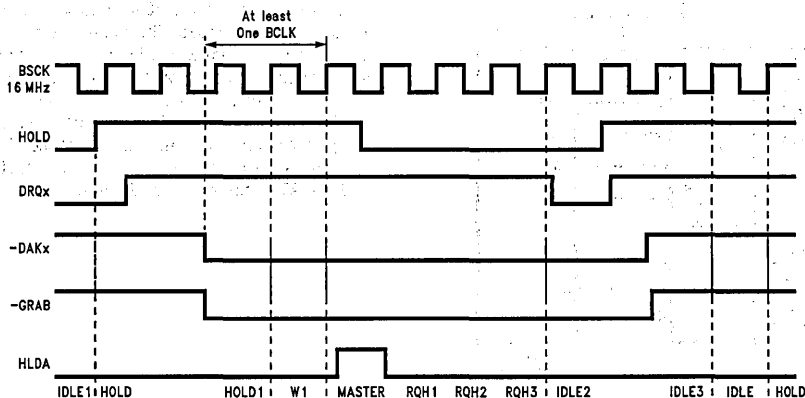 At least
One BCLK
BSCK
16 MHz
HOLD
DRQx
-DAKx
-GRAB
HLDA
IDLE1 HOLD HOLD1 W1 MASTER RQH1 RQH2 RQH3 IDLE2 IDLE3 IDLE HOLD